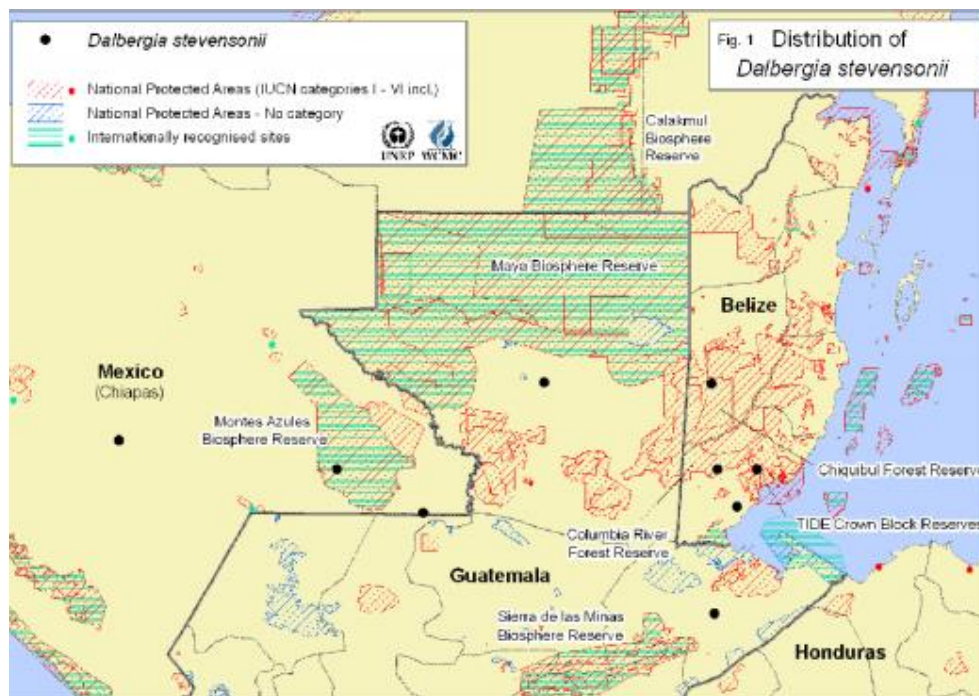 Dalbergia stevensonii
National Protected Areas (IUCN categories I - VI incl.)
National Protected Areas - No category
Internationally recognised sites
UNEP WCMC
Fig. 1 Distribution of
Dalbergia stevensonii
Calakmul
Biosphere
Reserve
Maya Biosphere Reserve
Belize
Mexico
(Chiapas)
Montes Azules
Biosphere Reserve
Chiquibul Forest Reserve
TIDE Crown Block Reserves
Columbia River
Forest Reserve
Guatemala
Sierra de las Minas
Biosphere Reserve
Honduras